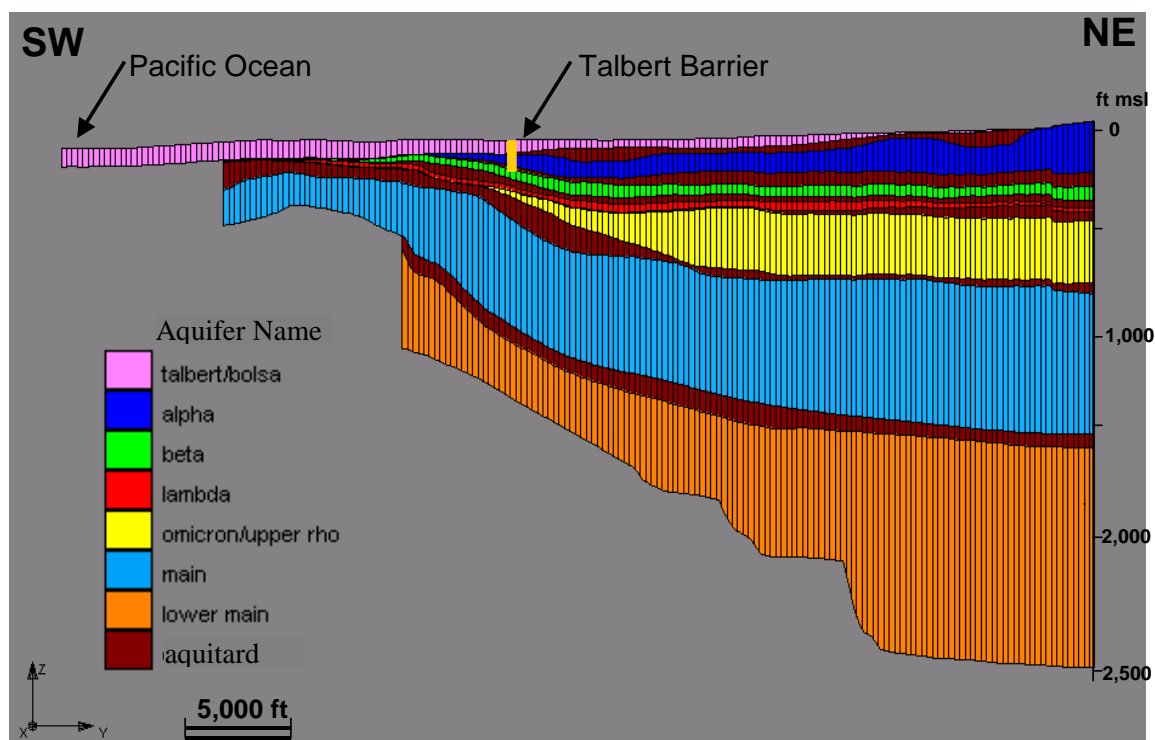 SW
NE
Pacific Ocean
Talbert Barrier
ft msl
0
1,000
2,000
2,500
Aquifer Name
talbert/bolsa
alpha
beta
lambda
omicron/upper rho
main
lower main
aquitard
Z
X
Y
5,000 ft